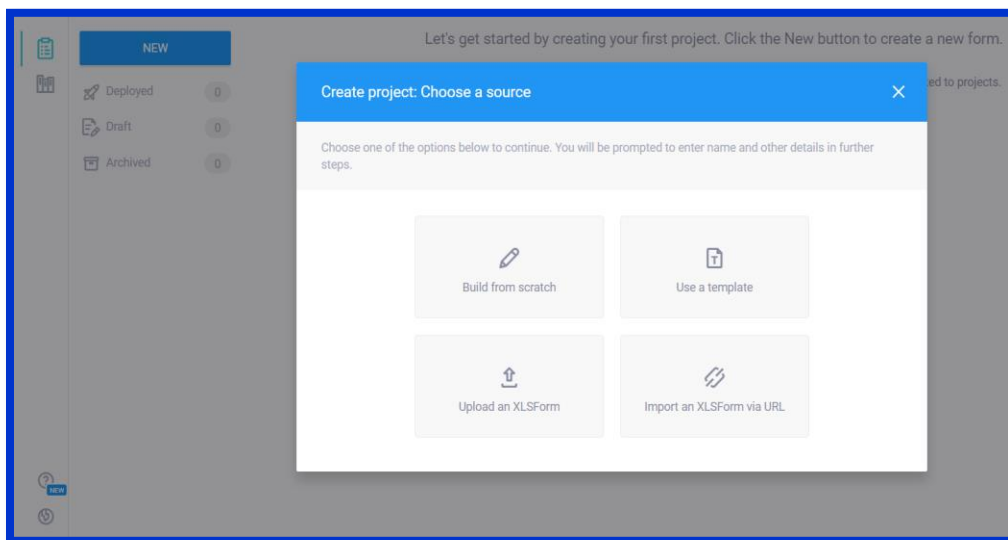 NEW
Let's get started by creating your first project. Click the New button to create a new form.
Deployed 0
Draft 0
Archived 0
ed to projects.
Create project: Choose a source
Choose one of the options below to continue. You will be prompted to enter name and other details in further
steps.
Build from scratch
Use a template
Upload an XLSForm
Import an XLSForm via URL
NEW